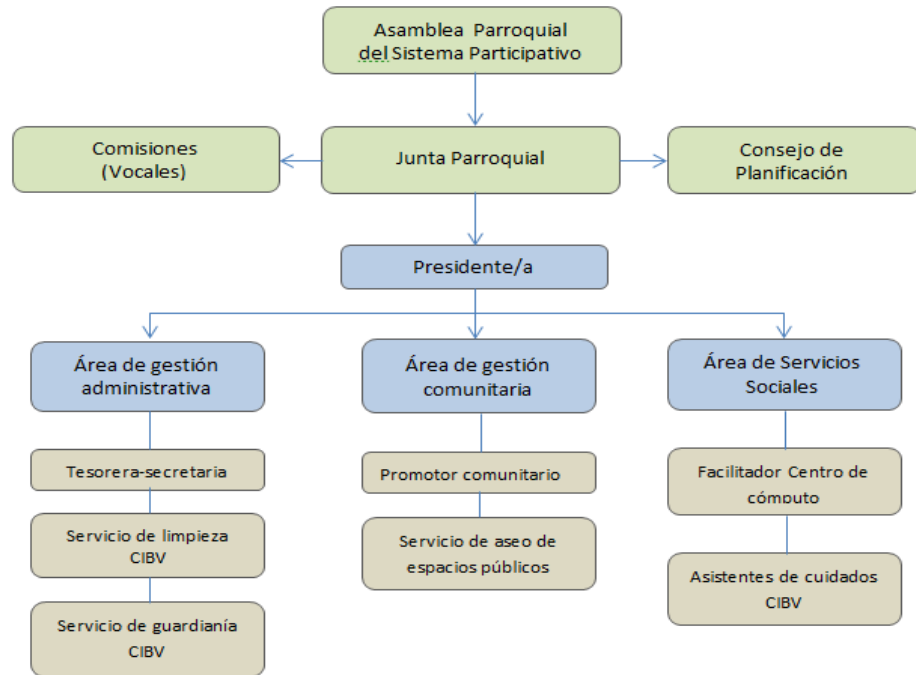 Asamblea Parroquial
del Sistema Participativo
Comisiones
(Vocales)
Junta Parroquial
Consejo de
Planificación
Presidente/a
Área de gestión
administrativa
Área de gestión
comunitaria
Área de Servicios
Sociales
Tesorera-secretaria
Promotor comunitario
Facilitador Centro de
cómputo
Servicio de limpieza
CIBV
Servicio de aseo de
espacios públicos
Asistentes de cuidados
CIBV
Servicio de guardianía
CIBV